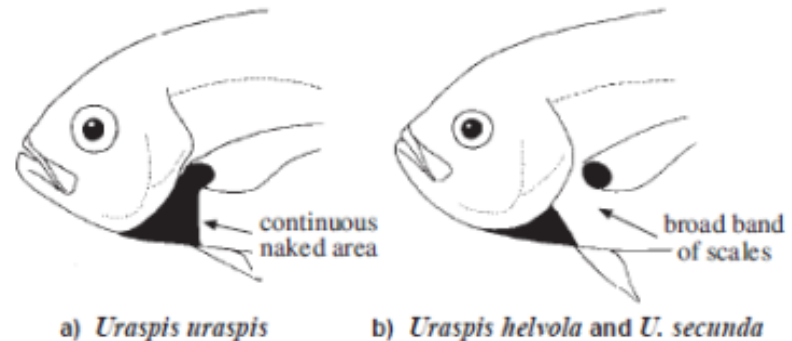 continuous
naked area
broad band
of scales
a) Uraspis uraspis
b) Uraspis helvola and U. secunda